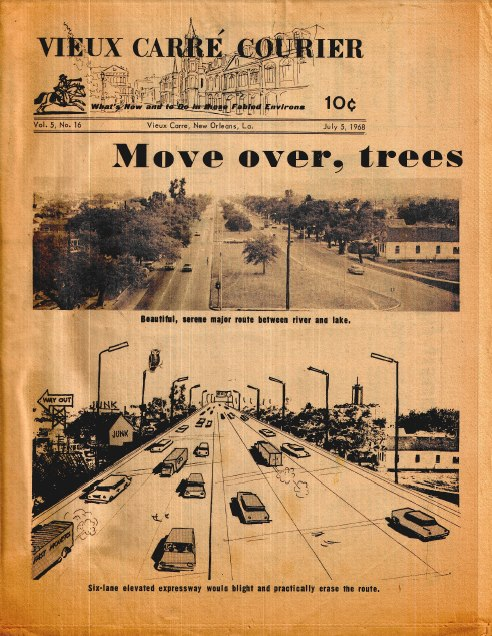 VIEUX CARRÉ COURIER
What's New and to Do in These Fabled Environs
10¢
Vol. 5, No. 16 Vieux Carre, New Orleans, La. July 5, 1968
Move over, trees
Beautiful, serene major route between river and lake.
WAY OUT
JUNK
JUNK
Six-lane elevated expressway would blight and practically erase the route.